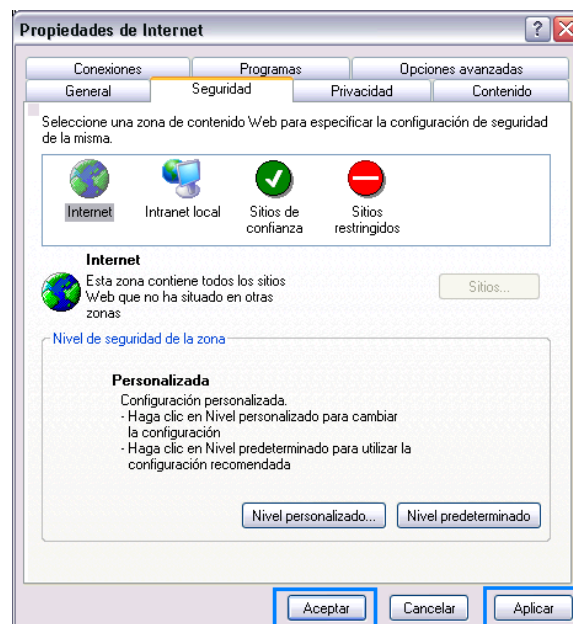 Propiedades de Internet
Conexiones Programas Opciones avanzadas
General Seguridad Privacidad Contenido
Seleccione una zona de contenido Web para especificar la configuración de seguridad
de la misma.
Internet Intranet local Sitios de confianza Sitios restringidos
Internet
Esta zona contiene todos los sitios
Web que no ha situado en otras
zonas
Sitios...
Nivel de seguridad de la zona
Personalizada
Configuración personalizada.
- Haga clic en Nivel personalizado para cambiar
la configuración
- Haga clic en Nivel predeterminado para utilizar la
configuración recomendada
Nivel personalizado... Nivel predeterminado
Aceptar Cancelar Aplicar